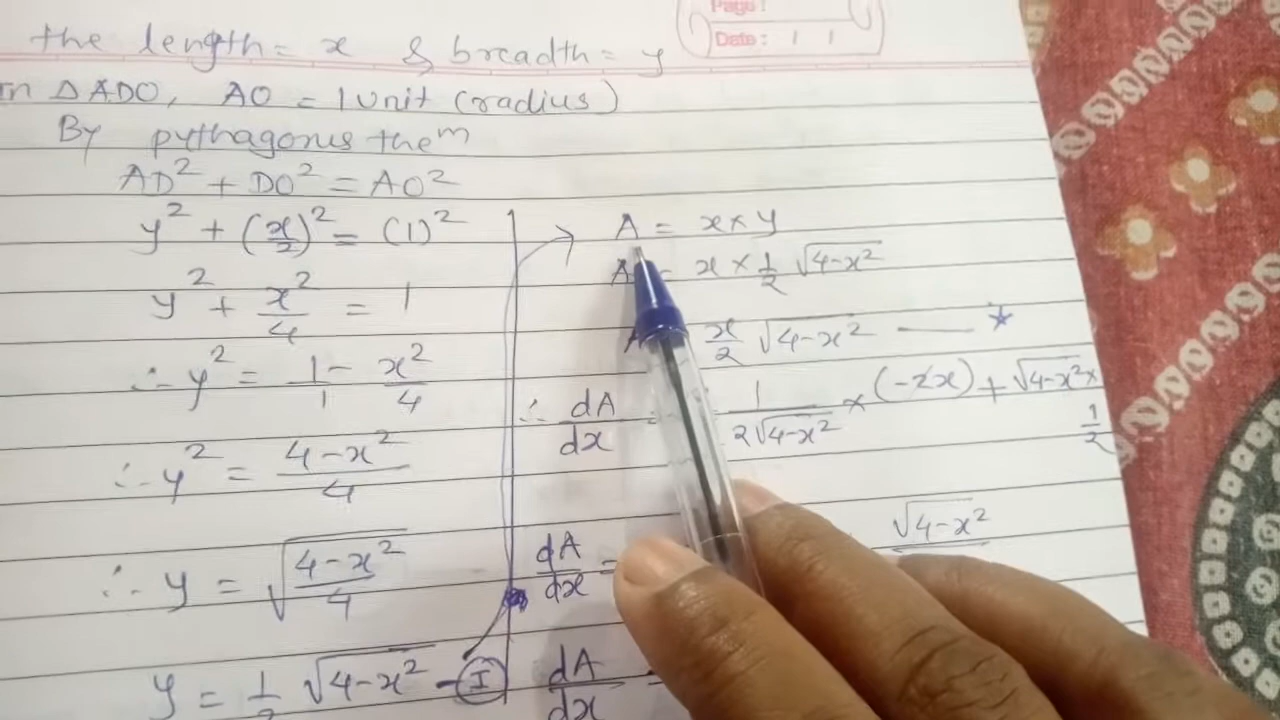 Page :
Date : / /
the length = x & breadth = y
In ΔADO, AO = 1 unit (radius)
By pythagorus them
AD² + DO² = AO²
y² + (x/2)² = (1)²
y² + x²/4 = 1
∴ y² = 1/1 - x²/4
∴ y² = 4-x²/4
∴ y = √(4-x²/4)
y = 1/2 √(4-x²) - I
A = x × y
A = x × 1/2 √(4-x²)
A x/2 √(4-x²) — ★
∴ dA/dx = 1/2√(4-x²) × (-2x) + √(4-x²) × 1/2
dA/dx = √(4-x²)
dA/dx =